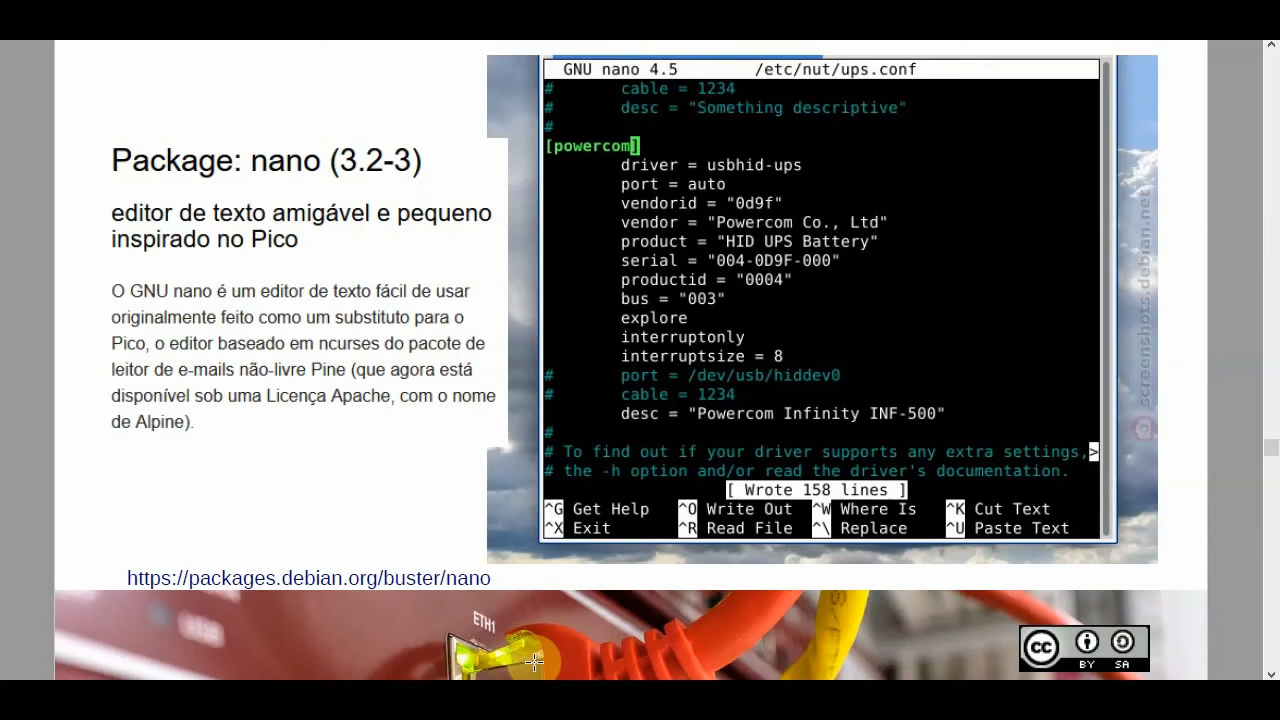 Package: nano (3.2-3)
editor de texto amigável e pequeno
inspirado no Pico
O GNU nano é um editor de texto fácil de usar
originalmente feito como um substituto para o
Pico, o editor baseado em ncurses do pacote de
leitor de e-mails não-livre Pine (que agora está
disponível sob uma Licença Apache, com o nome
de Alpine).
https://packages.debian.org/buster/nano
GNU nano 4.5 /etc/nut/ups.conf
# cable = 1234
# desc = "Something descriptive"
#
[powercom]
driver = usbhid-ups
port = auto
vendorid = "0d9f"
vendor = "Powercom Co., Ltd"
product = "HID UPS Battery"
serial = "004-0D9F-000"
productid = "0004"
bus = "003"
explore
interruptonly
interruptsize = 8
# port = /dev/usb/hiddev0
# cable = 1234
desc = "Powercom Infinity INF-500"
#
# To find out if your driver supports any extra settings,>
# the -h option and/or read the driver's documentation.
[ Wrote 158 lines ]
^G Get Help ^O Write Out ^W Where Is ^K Cut Text
^X Exit ^R Read File ^\ Replace ^U Paste Text
screenshots.debian.net
ETH1
CC BY SA